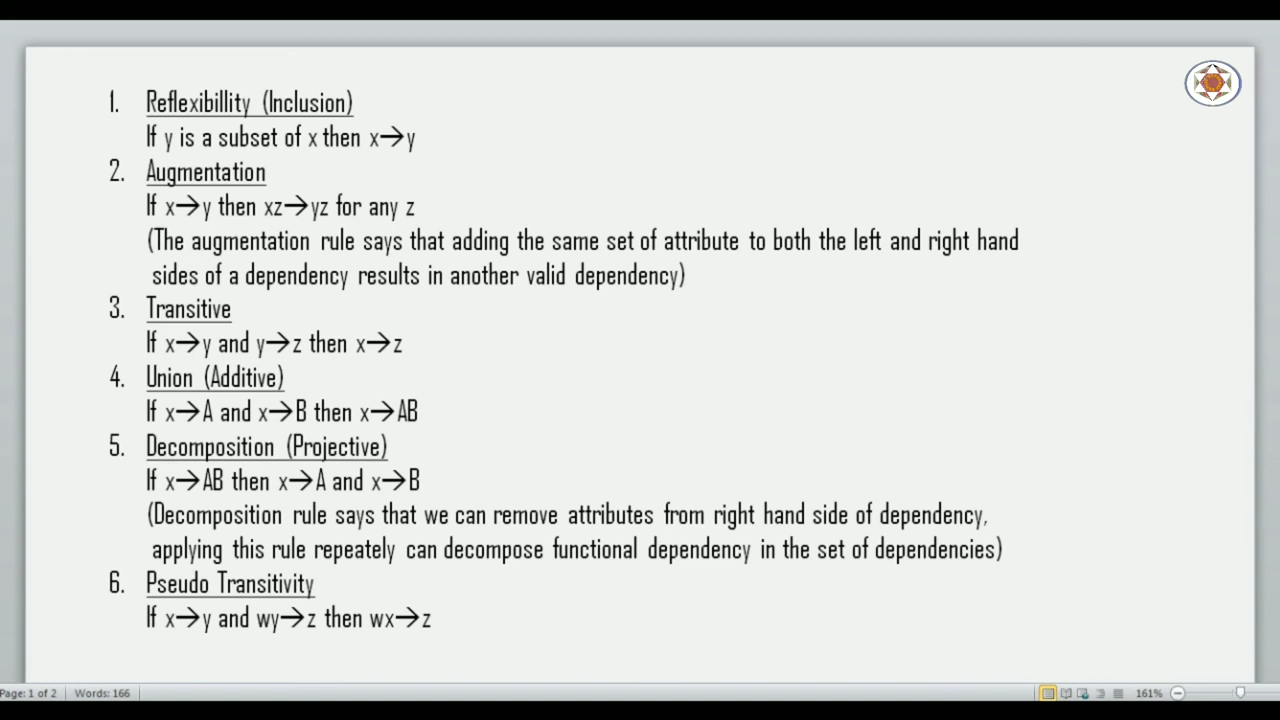 1. Reflexibillity (Inclusion)
If y is a subset of x then x→y
2. Augmentation
If x→y then xz→yz for any z
(The augmentation rule says that adding the same set of attribute to both the left and right hand
sides of a dependency results in another valid dependency)
3. Transitive
If x→y and y→z then x→z
4. Union (Additive)
If x→A and x→B then x→AB
5. Decomposition (Projective)
If x→AB then x→A and x→B
(Decomposition rule says that we can remove attributes from right hand side of dependency,
applying this rule repeately can decompose functional dependency in the set of dependencies)
6. Pseudo Transitivity
If x→y and wy→z then wx→z
Page: 1 of 2 Words: 166 161%